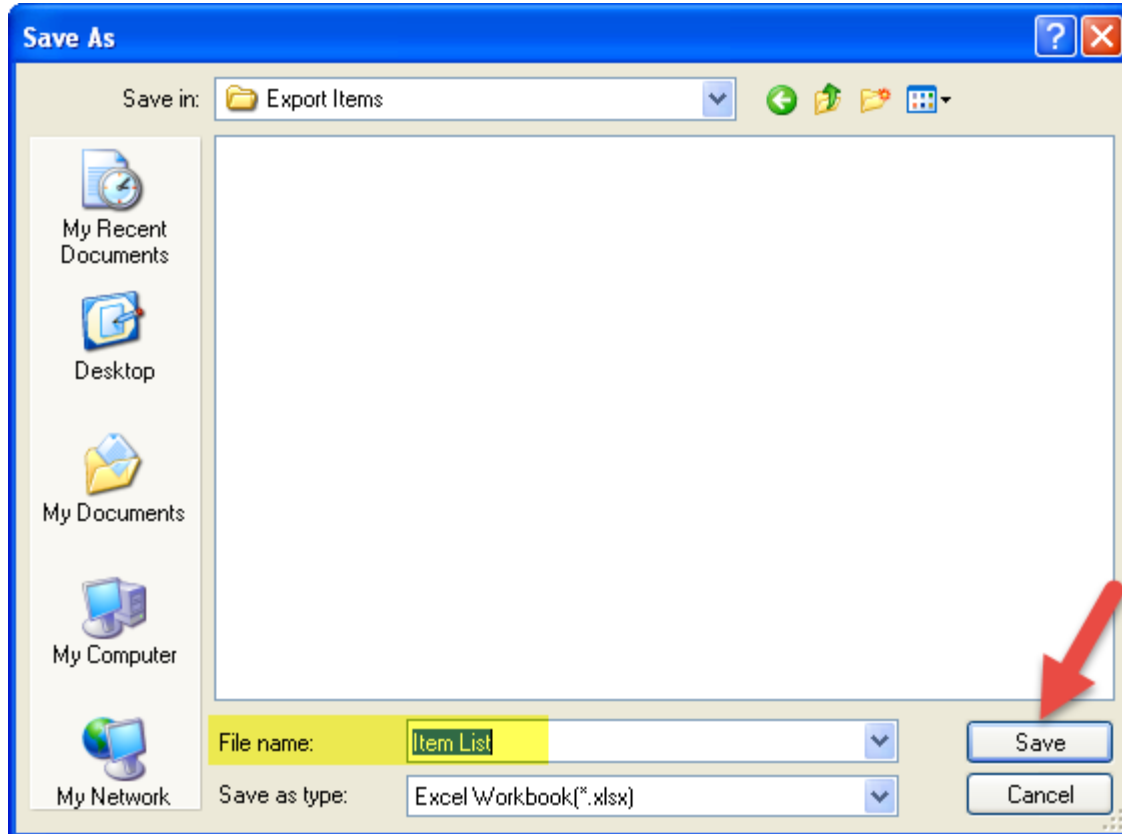 Save As
Save in: Export Items
My Recent
Documents
Desktop
My Documents
My Computer
My Network
File name: Item List
Save
Save as type: Excel Workbook(*.xlsx)
Cancel